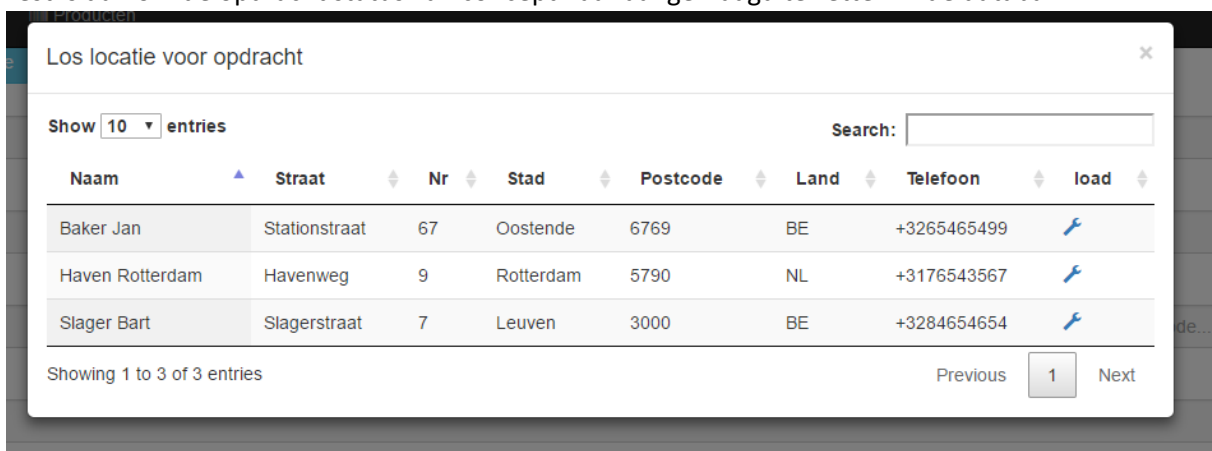 Producten
Los locatie voor opdracht ×
Show 10 entries Search:
Naam Straat Nr Stad Postcode Land Telefoon load
Baker Jan Stationstraat 67 Oostende 6769 BE +3265465499
Haven Rotterdam Havenweg 9 Rotterdam 5790 NL +3176543567
Slager Bart Slagerstraat 7 Leuven 3000 BE +3284654654
de...
Showing 1 to 3 of 3 entries Previous 1 Next